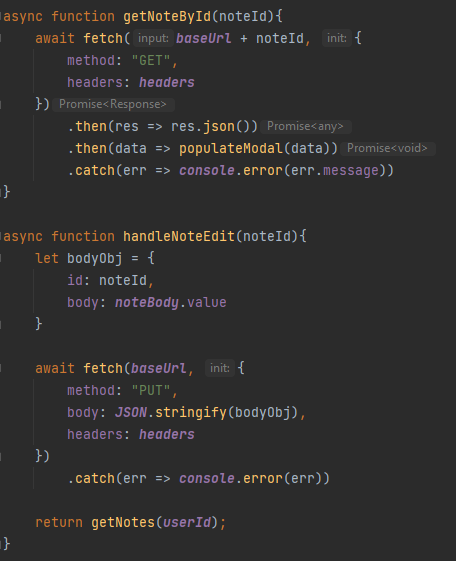 async function getNoteById(noteId){
    await fetch( input: baseUrl + noteId, init: {
        method: "GET",
        headers: headers
    }) Promise<Response>
        .then(res => res.json()) Promise<any>
        .then(data => populateModal(data)) Promise<void>
        .catch(err => console.error(err.message))
}
async function handleNoteEdit(noteId){
    let bodyObj = {
        id: noteId,
        body: noteBody.value
    }
    await fetch(baseUrl, init: {
        method: "PUT",
        body: JSON.stringify(bodyObj),
        headers: headers
    })
        .catch(err => console.error(err))
    return getNotes(userId);
}